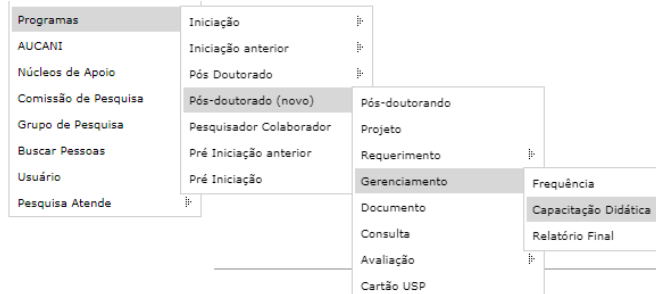 Programas
AUCANI
Núcleos de Apoio
Comissão de Pesquisa
Grupo de Pesquisa
Buscar Pessoas
Usuário
Pesquisa Atende
Iniciação
Iniciação anterior
Pós Doutorado
Pós-doutorado (novo)
Pesquisador Colaborador
Pré Iniciação anterior
Pré Iniciação
Pós-doutorando
Projeto
Requerimento
Gerenciamento
Documento
Consulta
Avaliação
Cartão USP
Frequência
Capacitação Didática
Relatório Final